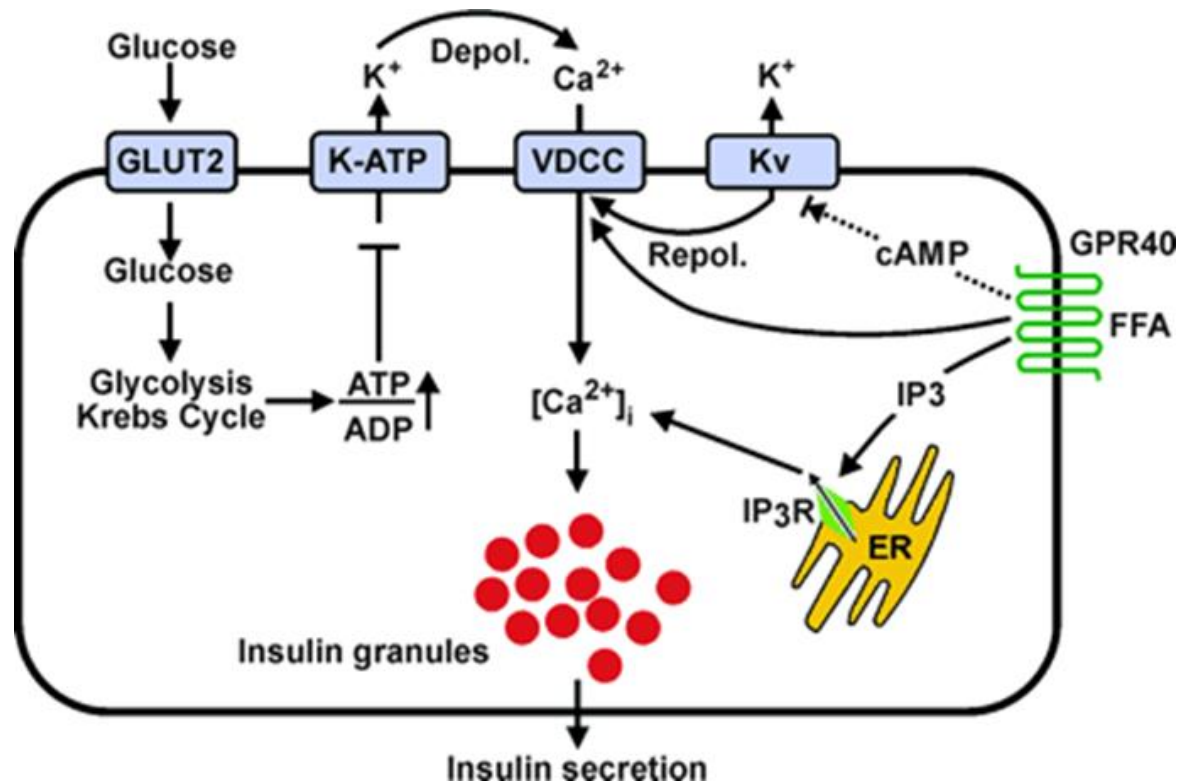 Glucose
K+
Depol.
Ca2+
K+
GLUT2
K-ATP
VDCC
Kv
Glucose
Repol.
cAMP
GPR40
FFA
Glycolysis
Krebs Cycle
ATP
ADP
[Ca2+]i
IP3
IP3R
ER
Insulin granules
Insulin secretion